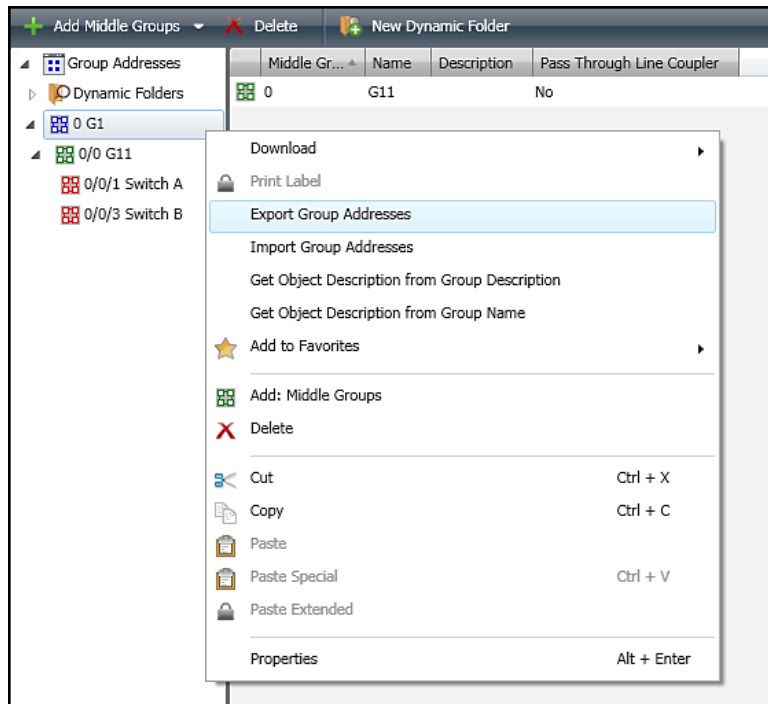 Add Middle Groups Delete New Dynamic Folder
Group Addresses
Dynamic Folders
0 G1
0/0 G11
0/0/1 Switch A
0/0/3 Switch B
Middle Gr... Name Description Pass Through Line Coupler
0 G11 No
Download
Print Label
Export Group Addresses
Import Group Addresses
Get Object Description from Group Description
Get Object Description from Group Name
Add to Favorites
Add: Middle Groups
Delete
Cut Ctrl + X
Copy Ctrl + C
Paste
Paste Special Ctrl + V
Paste Extended
Properties Alt + Enter